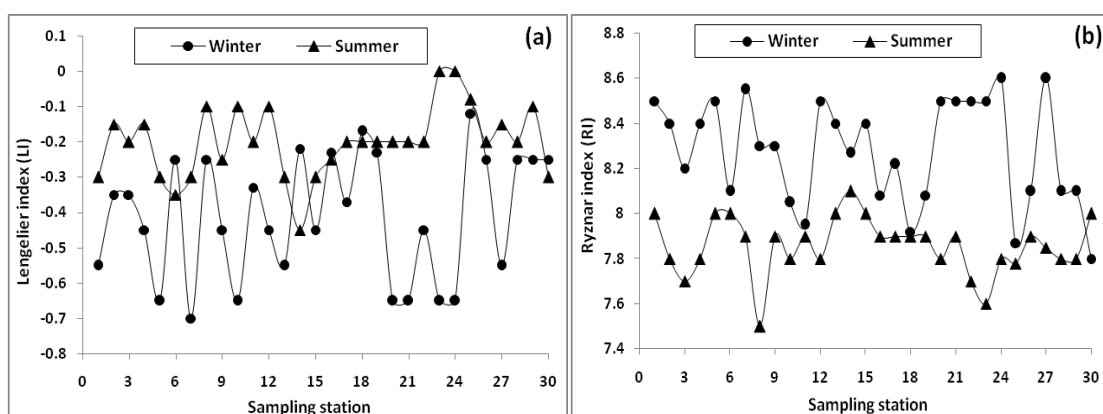 (a)
Winter Summer
Lengelier index (LI)
0.1
0
-0.1
-0.2
-0.3
-0.4
-0.5
-0.6
-0.7
-0.8
0 3 6 9 12 15 18 21 24 27 30
Sampling station
(b)
Winter Summer
Ryznar index (RI)
8.8
8.6
8.4
8.2
8
7.8
7.6
7.4
0 3 6 9 12 15 18 21 24 27 30
Sampling station